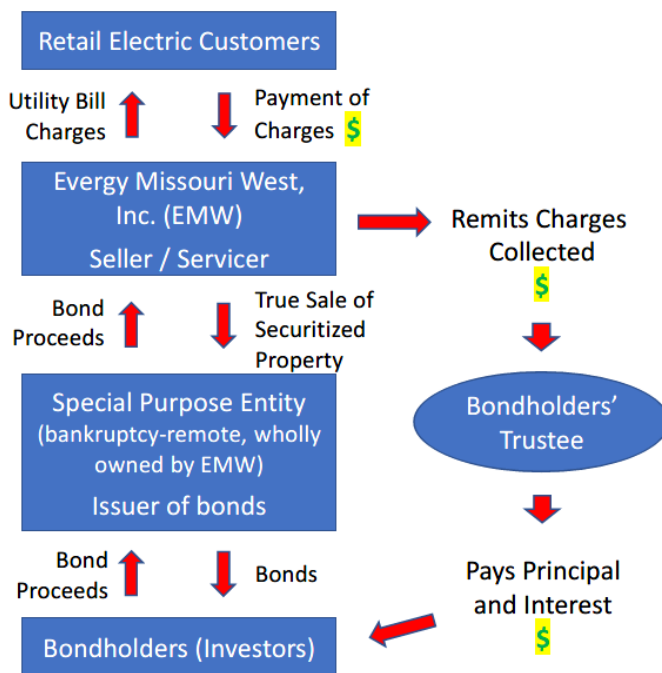 Retail Electric Customers
Utility Bill
Charges
Payment of
Charges $
Evergy Missouri West,
Inc. (EMW)
Seller / Servicer
Remits Charges
Collected
$
Bond
Proceeds
True Sale of
Securitized
Property
Special Purpose Entity
(bankruptcy-remote, wholly
owned by EMW)
Issuer of bonds
Bondholders’
Trustee
Bond
Proceeds
Bonds
Pays Principal
and Interest
$
Bondholders (Investors)